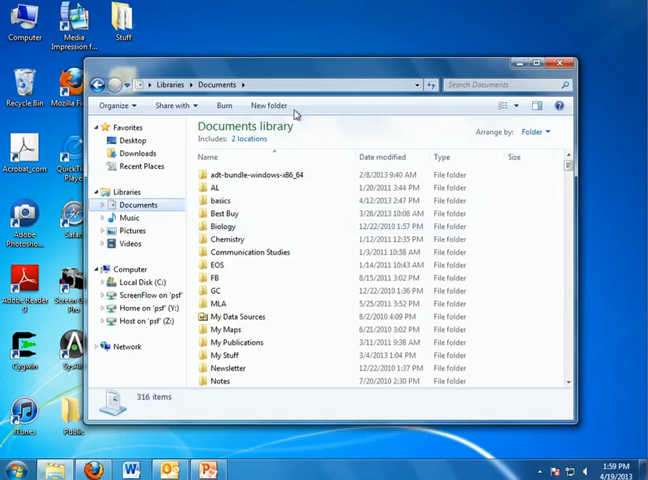 Computer
Media
Impression f...
Stuff
Recycle Bin
Mozilla Fi
Acrobat_com
QuickTi
Player
Adobe
Photosho...
Safar
Adobe Reader
9
Screen
Pro
Cygwin
SysAi
iTunes
Public
Libraries
Documents
Search Documents
Organize
Share with
Burn
New folder
Favorites
Desktop
Downloads
Recent Places
Libraries
Documents
Music
Pictures
Videos
Computer
Local Disk (C:)
ScreenFlow on 'psf'
Home on 'psf' (Y:)
Host on 'psf' (Z:)
Network
Documents library
Includes: 2 locations
Arrange by: Folder
Name Date modified Type Size
adt-bundle-windows-x86_64 2/8/2013 9:40 AM File folder
AL 1/20/2011 3:44 PM File folder
basics 4/12/2013 2:47 PM File folder
Best Buy 3/26/2013 10:08 AM File folder
Biology 12/22/2010 1:57 PM File folder
Chemistry 1/12/2011 12:35 PM File folder
Communication Studies 1/3/2011 10:58 AM File folder
EOS 1/14/2011 10:43 AM File folder
FB 8/15/2011 3:02 PM File folder
GC 12/22/2010 1:36 PM File folder
MLA 5/25/2011 3:52 PM File folder
My Data Sources 8/2/2010 4:09 PM File folder
My Maps 6/21/2010 3:02 PM File folder
My Publications 3/11/2011 9:38 AM File folder
My Stuff 3/4/2013 1:04 PM File folder
Newsletter 12/22/2010 1:37 PM File folder
Notes 7/20/2010 2:30 PM File folder
316 items
1:59 PM
4/19/2013